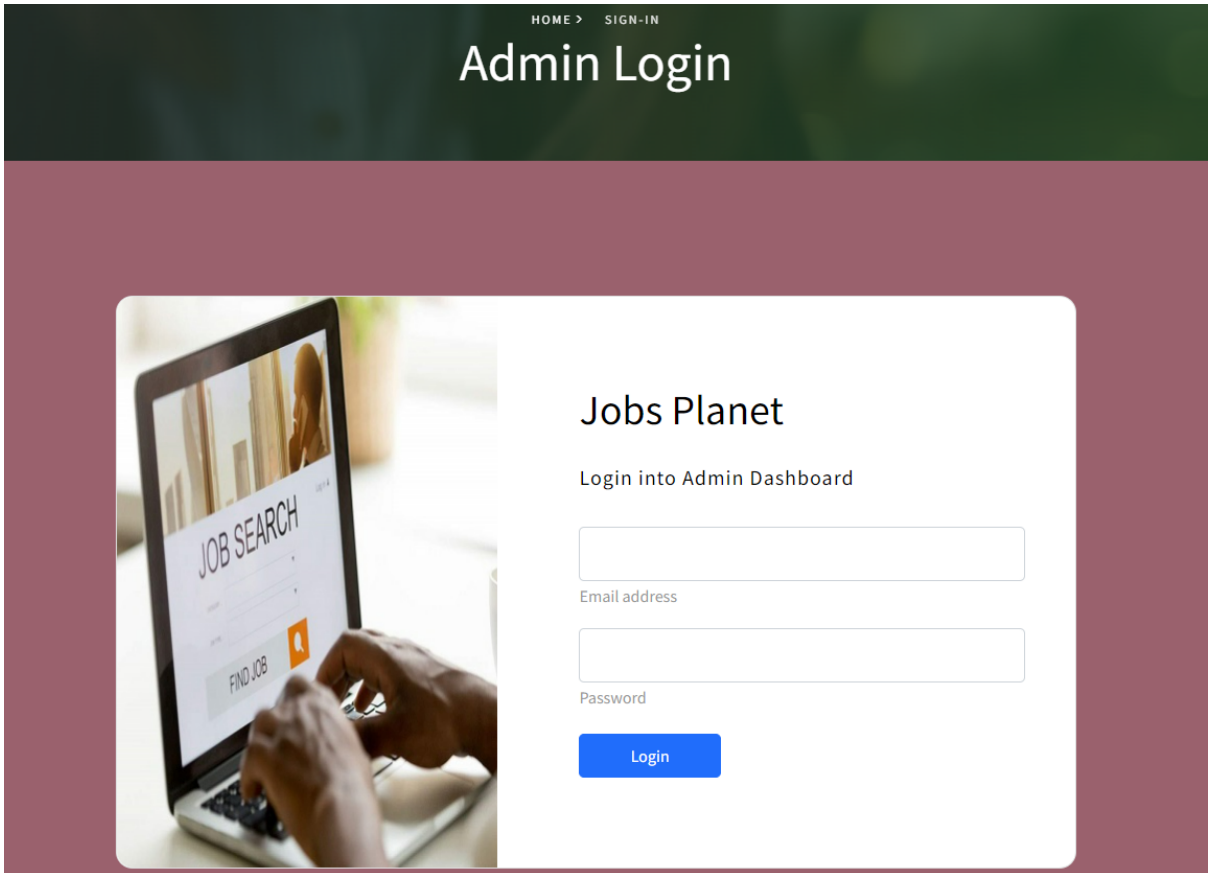 HOME > SIGN-IN
Admin Login
Jobs Planet
Login into Admin Dashboard
Email address
Password
Login
JOB SEARCH
FIND JOB